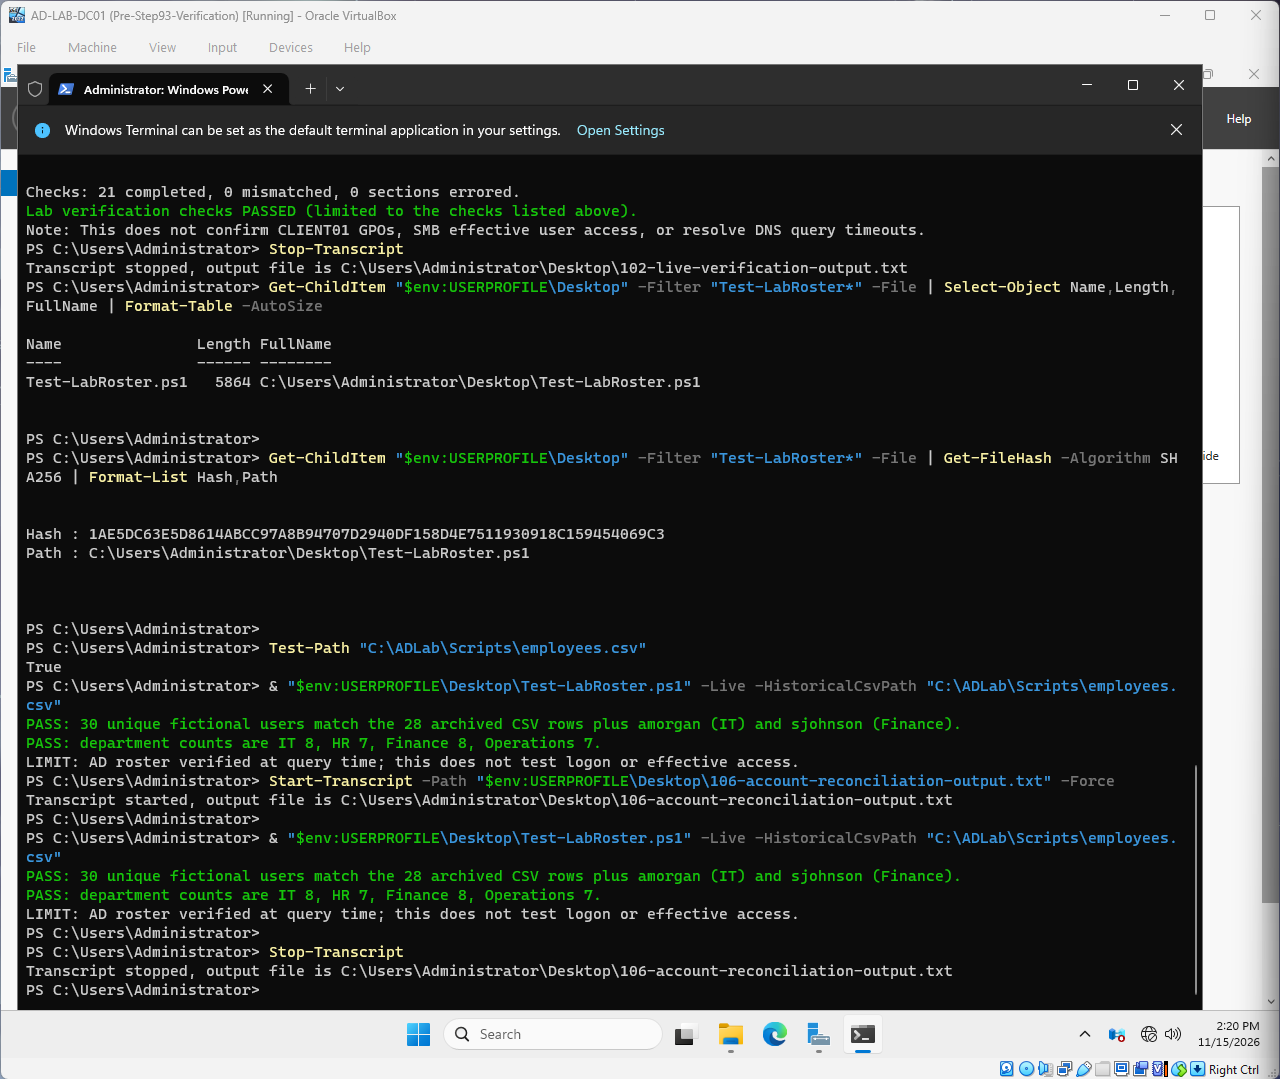 AD-LAB-DC01 (Pre-Step93-Verification) [Running] - Oracle VirtualBox
File Machine View Input Devices Help
Administrator: Windows Powe
Windows Terminal can be set as the default terminal application in your settings. Open Settings
Help
Checks: 21 completed, 0 mismatched, 0 sections errored.
Lab verification checks PASSED (limited to the checks listed above).
Note: This does not confirm CLIENT01 GPOs, SMB effective user access, or resolve DNS query timeouts.
PS C:\Users\Administrator> Stop-Transcript
Transcript stopped, output file is C:\Users\Administrator\Desktop\102-live-verification-output.txt
PS C:\Users\Administrator> Get-ChildItem "$env:USERPROFILE\Desktop" -Filter "Test-LabRoster*" -File | Select-Object Name,Length,
FullName | Format-Table -AutoSize
Name Length FullName
---- ------ --------
Test-LabRoster.ps1 5864 C:\Users\Administrator\Desktop\Test-LabRoster.ps1
PS C:\Users\Administrator>
PS C:\Users\Administrator> Get-ChildItem "$env:USERPROFILE\Desktop" -Filter "Test-LabRoster*" -File | Get-FileHash -Algorithm SH
A256 | Format-List Hash,Path
ide
Hash : 1AE5DC63E5D8614ABCC97A8B94707D2940DF158D4E7511930918C159454069C3
Path : C:\Users\Administrator\Desktop\Test-LabRoster.ps1
PS C:\Users\Administrator>
PS C:\Users\Administrator> Test-Path "C:\ADLab\Scripts\employees.csv"
True
PS C:\Users\Administrator> & "$env:USERPROFILE\Desktop\Test-LabRoster.ps1" -Live -HistoricalCsvPath "C:\ADLab\Scripts\employees.
csv"
PASS: 30 unique fictional users match the 28 archived CSV rows plus amorgan (IT) and sjohnson (Finance).
PASS: department counts are IT 8, HR 7, Finance 8, Operations 7.
LIMIT: AD roster verified at query time; this does not test logon or effective access.
PS C:\Users\Administrator> Start-Transcript -Path "$env:USERPROFILE\Desktop\106-account-reconciliation-output.txt" -Force
Transcript started, output file is C:\Users\Administrator\Desktop\106-account-reconciliation-output.txt
PS C:\Users\Administrator>
PS C:\Users\Administrator> & "$env:USERPROFILE\Desktop\Test-LabRoster.ps1" -Live -HistoricalCsvPath "C:\ADLab\Scripts\employees.
csv"
PASS: 30 unique fictional users match the 28 archived CSV rows plus amorgan (IT) and sjohnson (Finance).
PASS: department counts are IT 8, HR 7, Finance 8, Operations 7.
LIMIT: AD roster verified at query time; this does not test logon or effective access.
PS C:\Users\Administrator>
PS C:\Users\Administrator> Stop-Transcript
Transcript stopped, output file is C:\Users\Administrator\Desktop\106-account-reconciliation-output.txt
PS C:\Users\Administrator>
Search
2:20 PM
11/15/2026
Right Ctrl